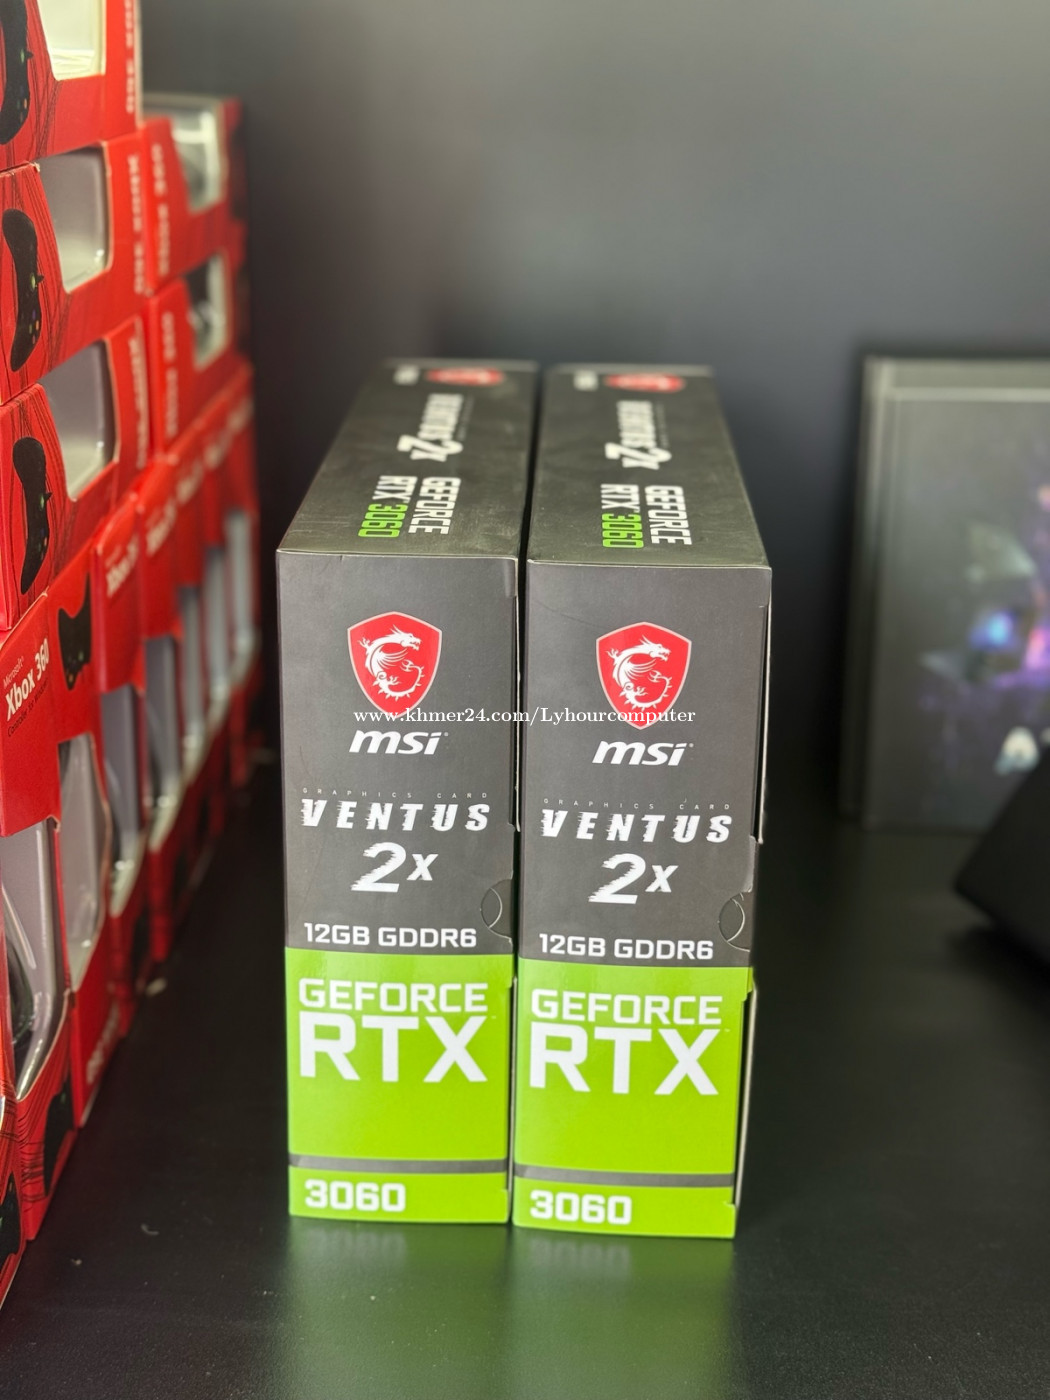 GEFORCE
RTX 3060
VENTUS 2X
GEFORCE
RTX 3060
VENTUS 2X
msi
GRAPHICS CARD
VENTUS
2X
12GB GDDR6
GEFORCE
RTX
3060
msi
GRAPHICS CARD
VENTUS
2X
12GB GDDR6
GEFORCE
RTX
3060
www.khmer24.com/Lyhourcomputer
Microsoft
Xbox 360